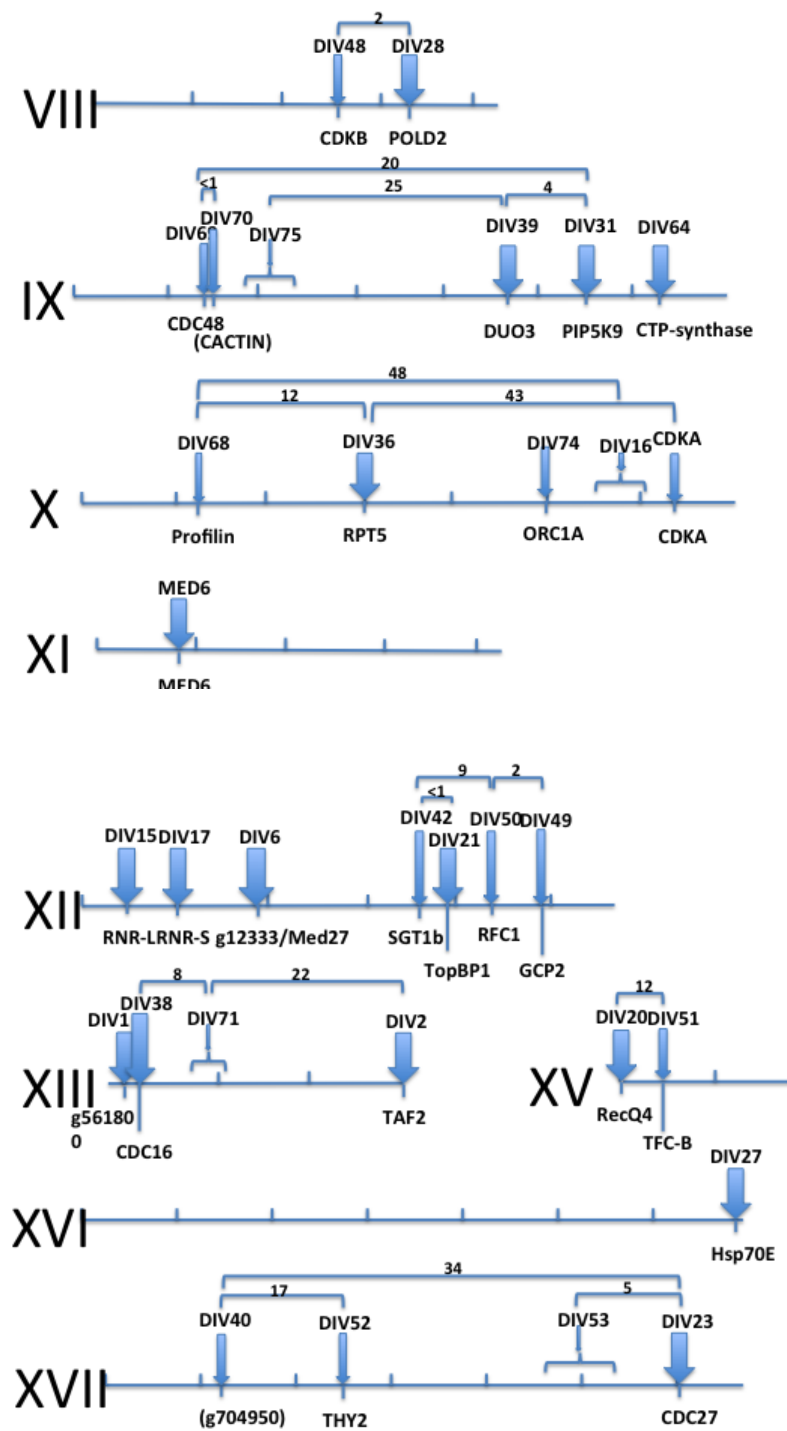 2
DIV48 DIV28
VIII
CDKB POLD2
20
<1 25 4
DIV70
DIV75 DIV39 DIV31 DIV64
IX
CDC48
(CACTIN) DUO3 PIP5K9 CTP-synthase
48
12 43
DIV68 DIV36 DIV74 DIV16 CDKA
X
Profilin RPT5 ORC1A CDKA
MED6
XI
MED6
9 2
<1
DIV15 DIV17 DIV6 DIV42 DIV50 DIV49
DIV21
XII
RNR-L RNR-S g12333/Med27 SGT1b RFC1
TopBP1 GCP2
8 22 12
DIV38
DIV1 DIV71 DIV2 DIV20 DIV51
XIII XV
g56180 TAF2 RecQ4
0
CDC16 TFC-B
DIV27
XVI
Hsp70E
34
17 5
DIV40 DIV52 DIV53 DIV23
XVII
(g704950) THY2 CDC27